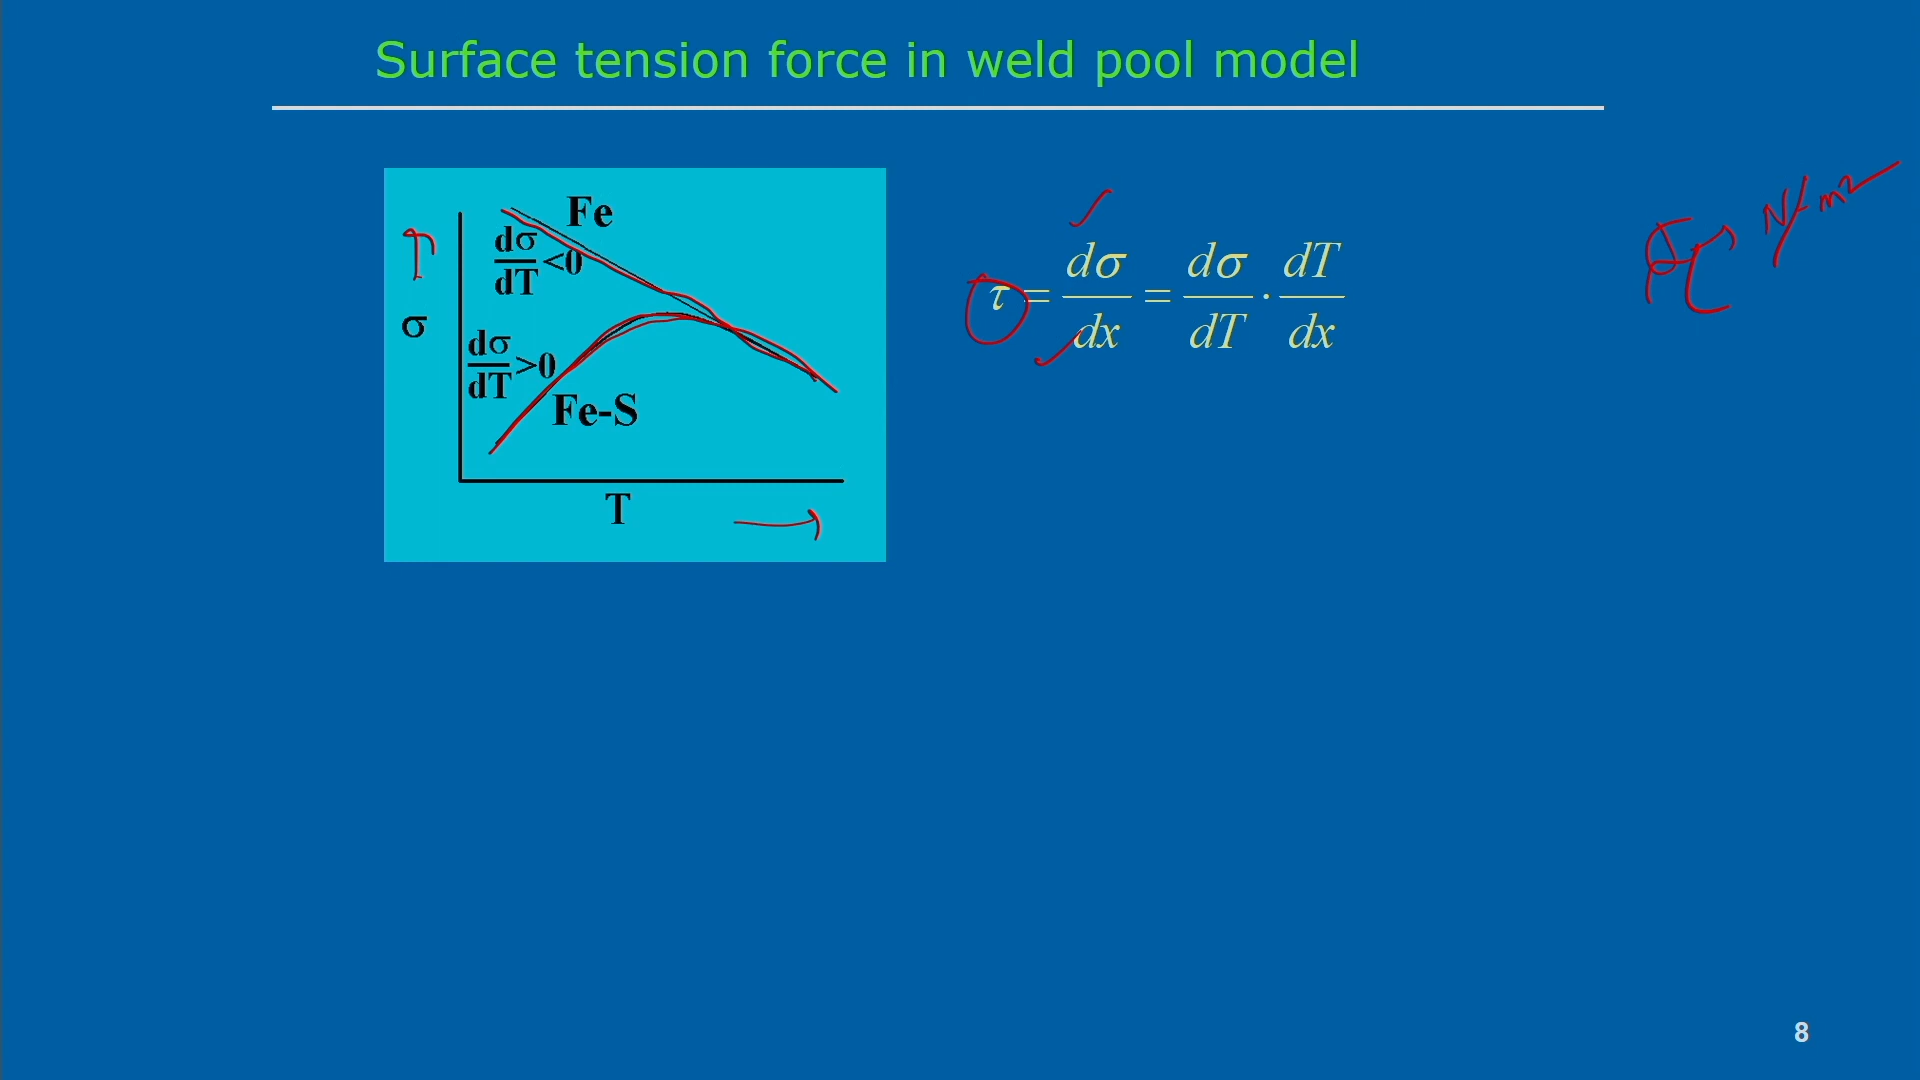 Surface tension force in weld pool model
Fe
dσ/dT <0
σ
dσ/dT >0
Fe-S
T
τ = dσ/dx = dσ/dT · dT/dx
N/m²
8